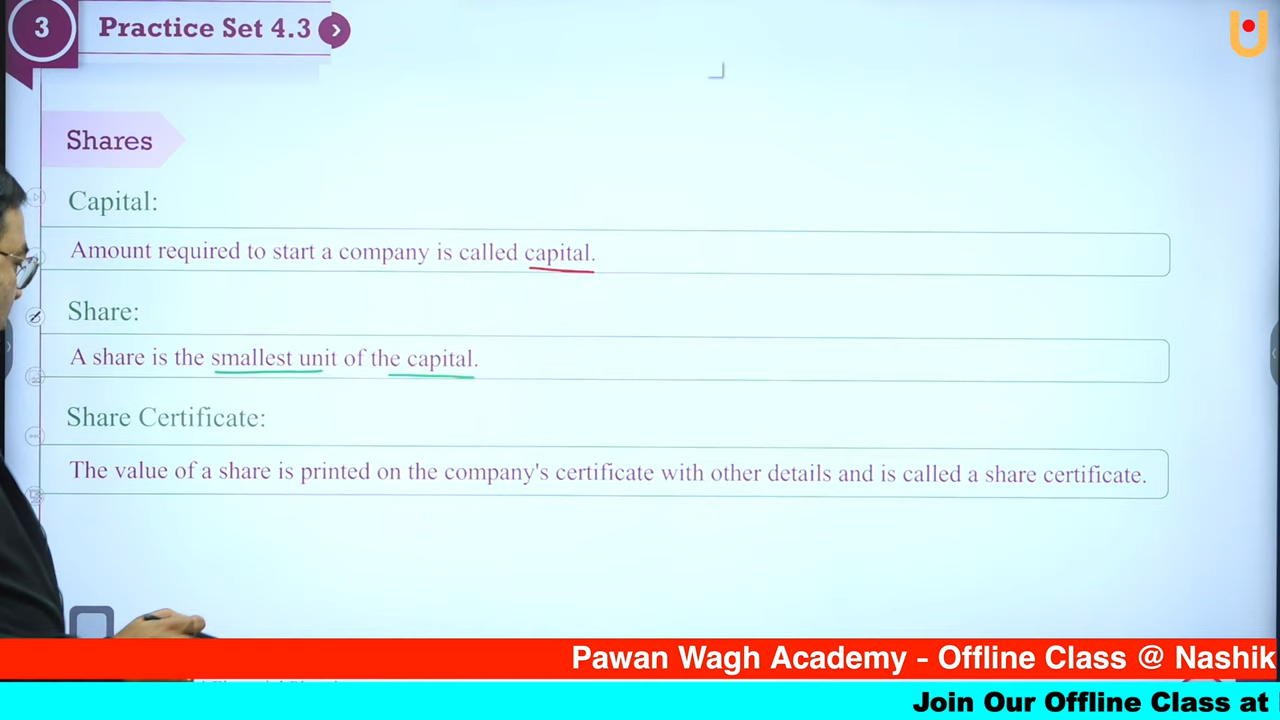 3
Practice Set 4.3
Shares
Capital:
Amount required to start a company is called capital.
Share:
A share is the smallest unit of the capital.
Share Certificate:
The value of a share is printed on the company's certificate with other details and is called a share certificate.
Pawan Wagh Academy - Offline Class @ Nashik
Join Our Offline Class at